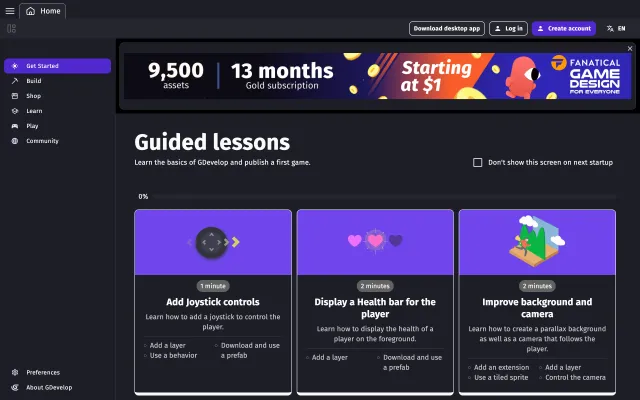 Home
Download desktop app
Log in
Create account
EN
Get Started
Build
Shop
Learn
Play
Community
9,500
assets
13 months
Gold subscription
Starting
at $1
FANATICAL
GAME
DESIGN
FOR EVERYONE
Guided lessons
Learn the basics of GDevelop and publish a first game.
Don't show this screen on next startup
0%
1 minute
Add Joystick controls
Learn how to add a joystick to control the
player.
Add a layer
Download and use
a prefab
Use a behavior
2 minutes
Display a Health bar for the
player
Learn how to display the health of a
player on the foreground.
Add a layer
Download and use
a prefab
2 minutes
Improve background and
camera
Learn how to create a parallax background
as well as a camera that follows the
player.
Add an extension
Add a layer
Use a tiled sprite
Control the camera
Preferences
About GDevelop